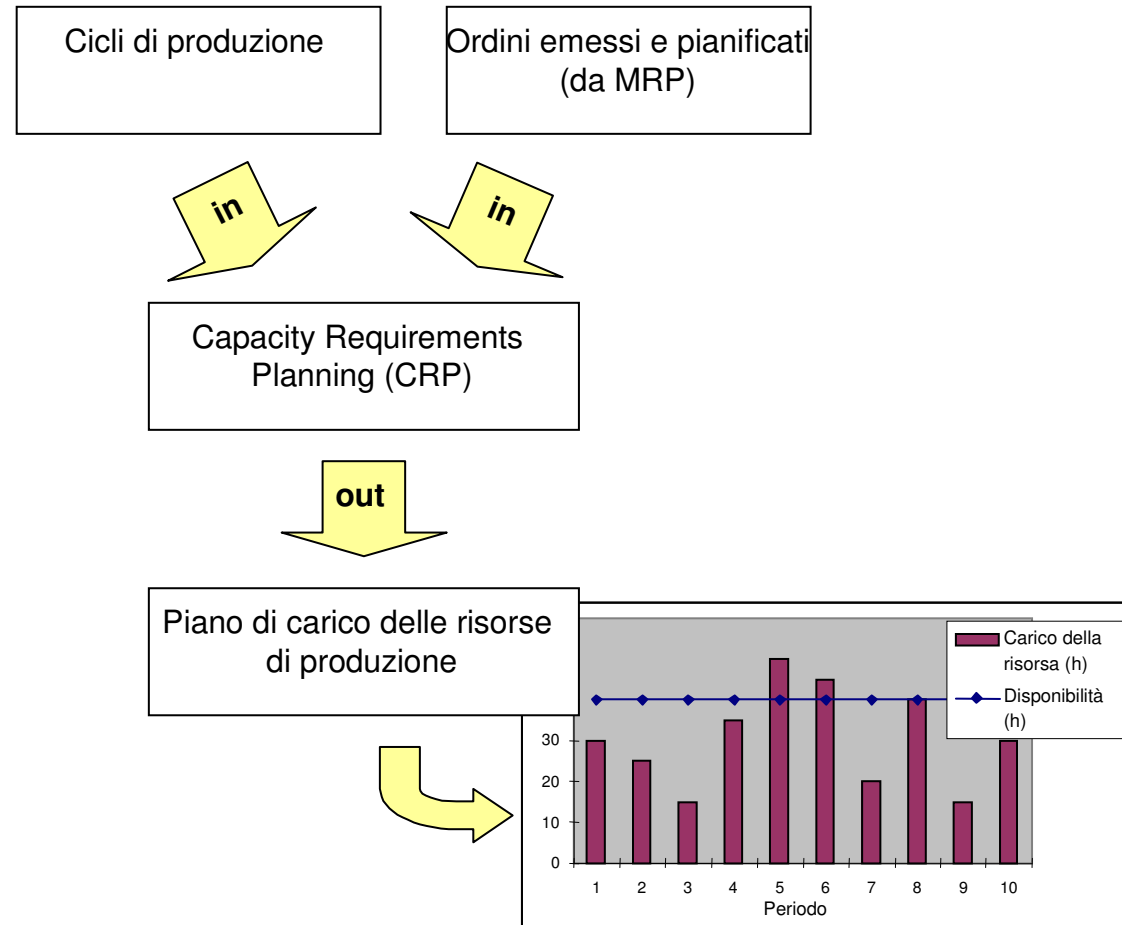 Cicli di produzione
Ordini emessi e pianificati
(da MRP)
in
in
Capacity Requirements
Planning (CRP)
out
Piano di carico delle risorse
di produzione
Carico della
risorsa (h)
Disponibilità
(h)
30
20
10
0
1 2 3 4 5 6 7 8 9 10
Periodo